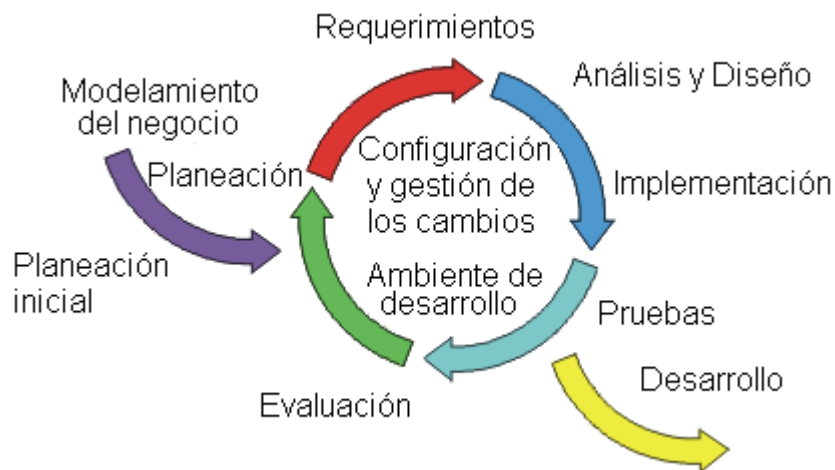 Requerimientos
Análisis y Diseño
Modelamiento
del negocio
Configuración
y gestión de
los cambios
Planeación
Implementación
Planeación
inicial
Ambiente de
desarrollo
Pruebas
Desarrollo
Evaluación